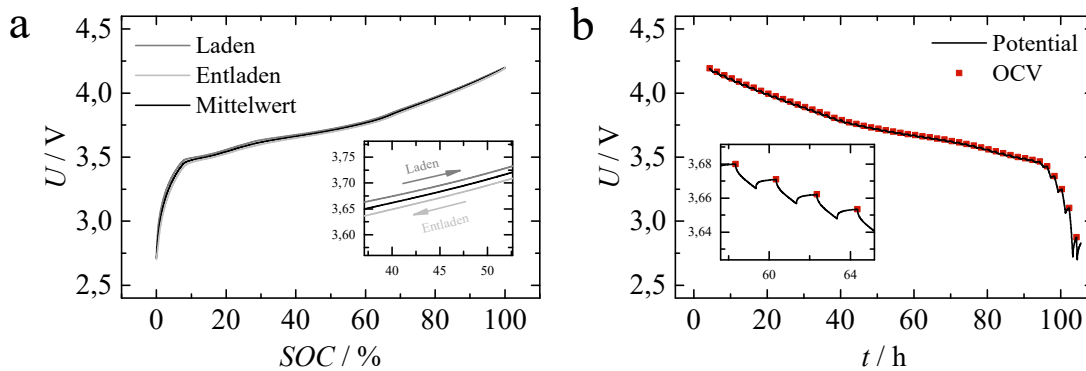 a
4,5
4,0
3,5
3,0
2,5
U / V
0
20
40
60
80
100
SOC / %
Laden
Entladen
Mittelwert
3,75
3,70
3,65
3,60
40
45
50
Laden
Entladen
b
4,5
4,0
3,5
3,0
2,5
U / V
0
20
40
60
80
100
t / h
Potential
OCV
3,68
3,66
3,64
60
64